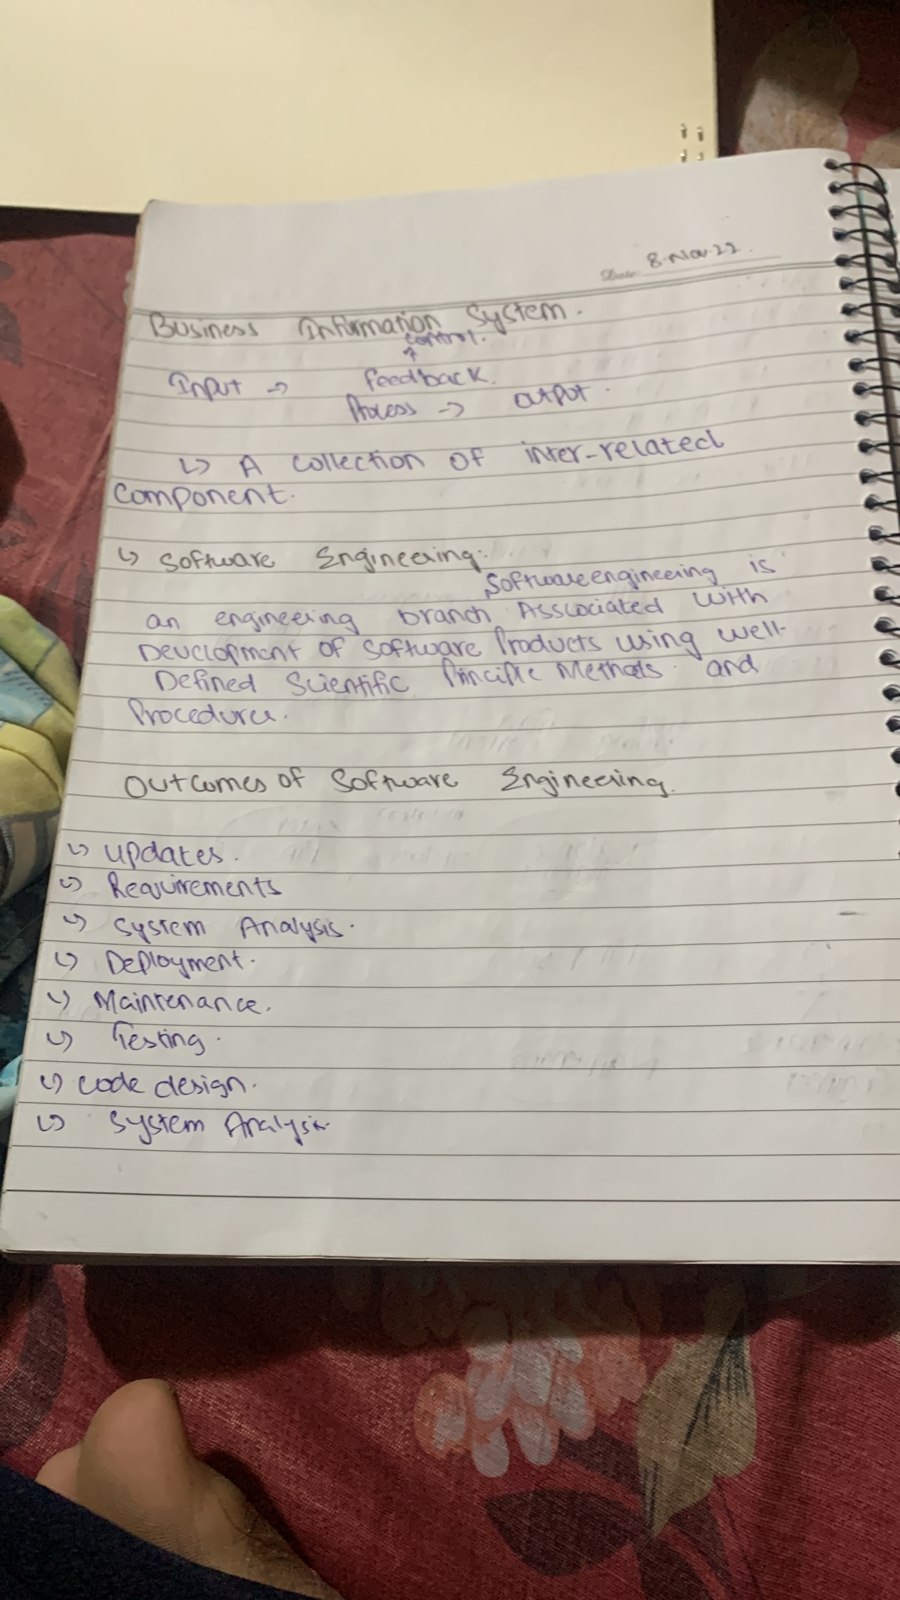 Date 8.Nov.22.
Business Information System.
control.
Input → feedback.
Process → output.
↳ A collection of inter-related
component.
↳ Software Engineering:
Software engineering is
an engineering branch Asscociated with
Development of Software Products using well-
Defined Scientific Principle Methods and
Procedures.
Outcomes of Software Engineering.
↳ updates.
↳ Requirements
↳ System Analysis.
↳ Deployment.
↳ Maintenance.
↳ Testing.
↳ code design.
↳ System Analysis.